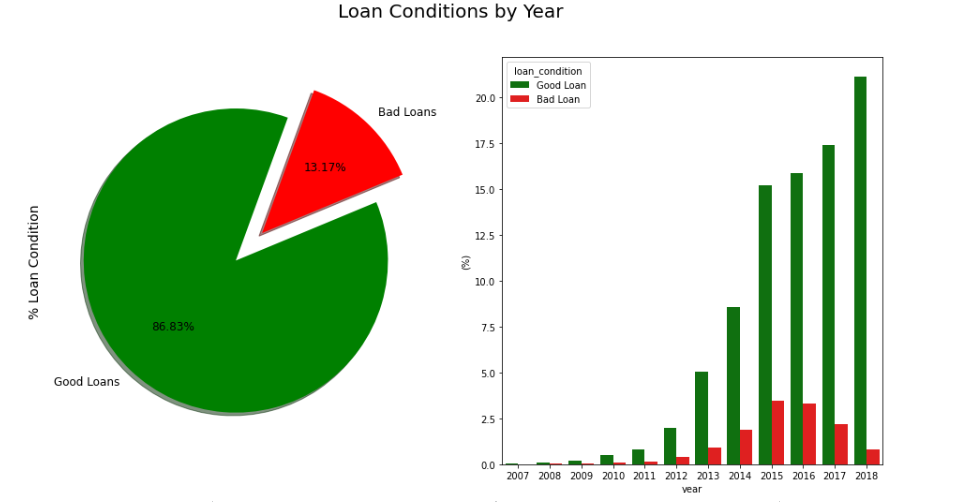 Loan Conditions by Year
% Loan Condition
Bad Loans
13.17%
86.83%
Good Loans
loan_condition
Good Loan
Bad Loan
(%)
20.0
17.5
15.0
12.5
10.0
7.5
5.0
2.5
0.0
2007 2008 2009 2010 2011 2012 2013 2014 2015 2016 2017 2018
year